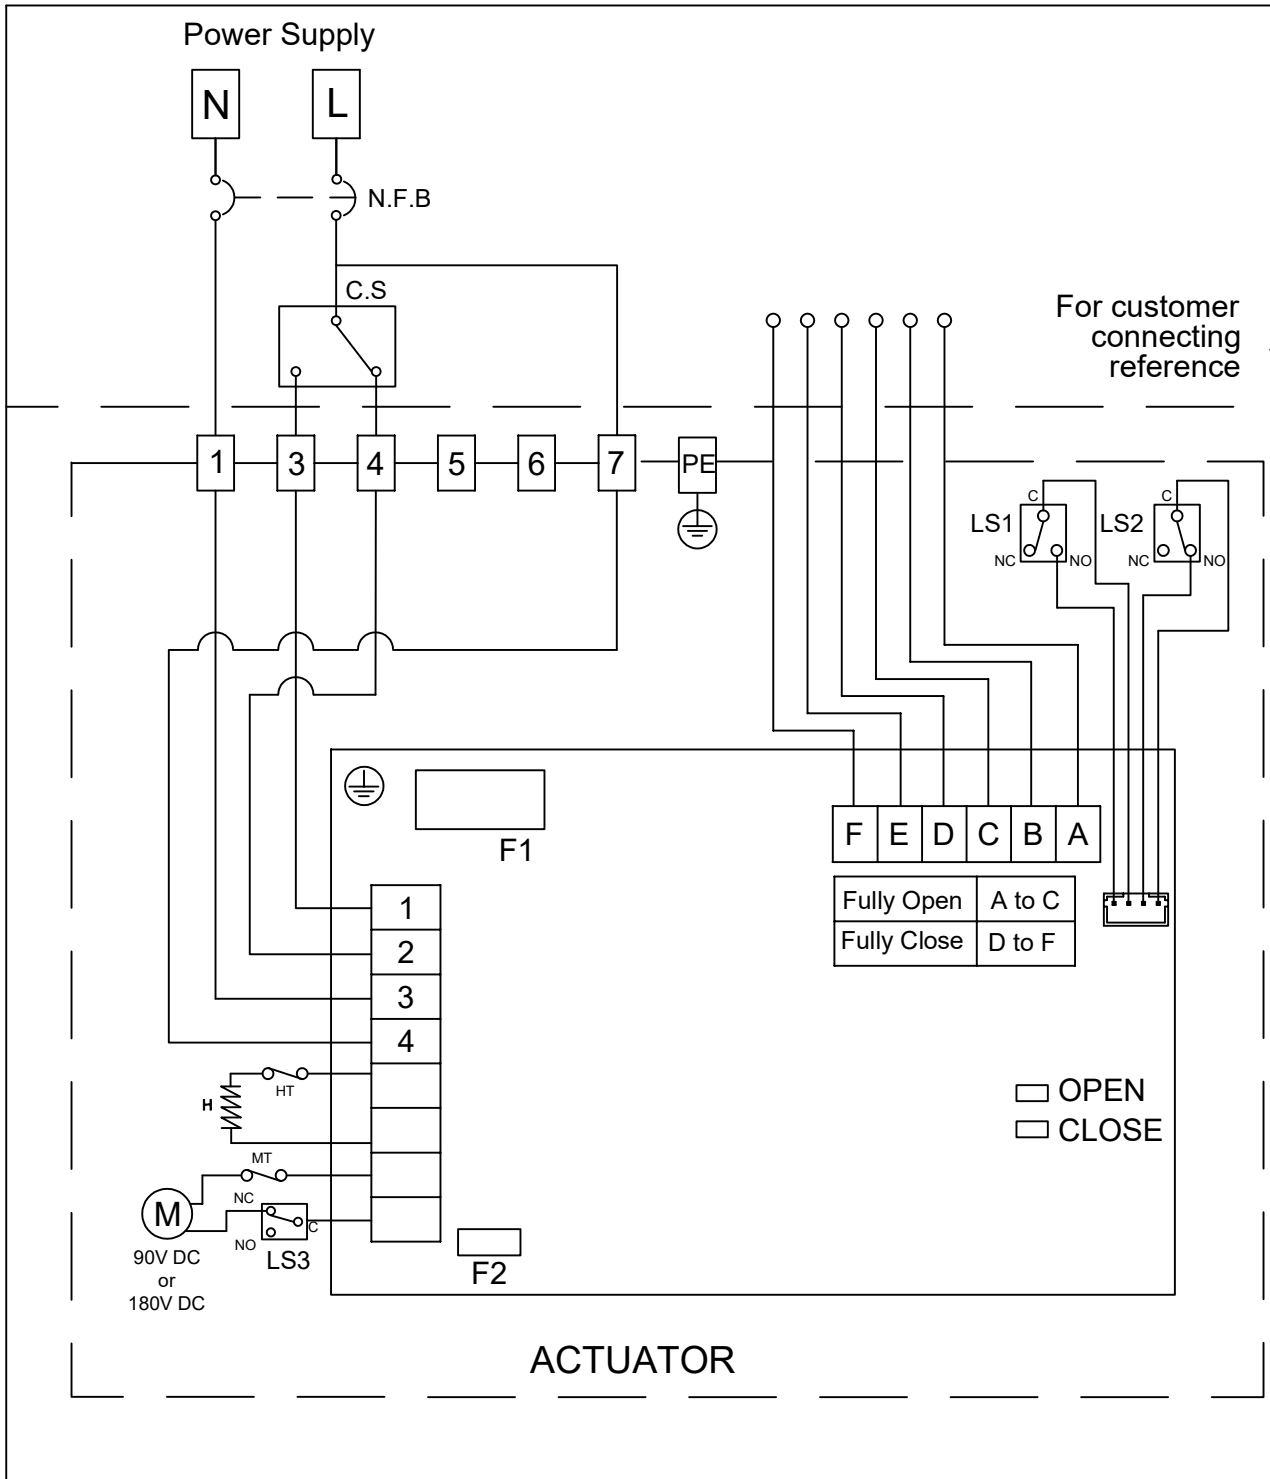 Power Supply
N
L
N.F.B
C.S
For customer
connecting
reference
1
3
4
5
6
7
PE
C
LS1
NC
NO
C
LS2
NC
NO
F1
F E D C B A
Fully Open A to C
Fully Close D to F
1
2
3
4
HT
H
MT
M
NC
NO
C
LS3
90V DC
or
180V DC
F2
OPEN
CLOSE
ACTUATOR